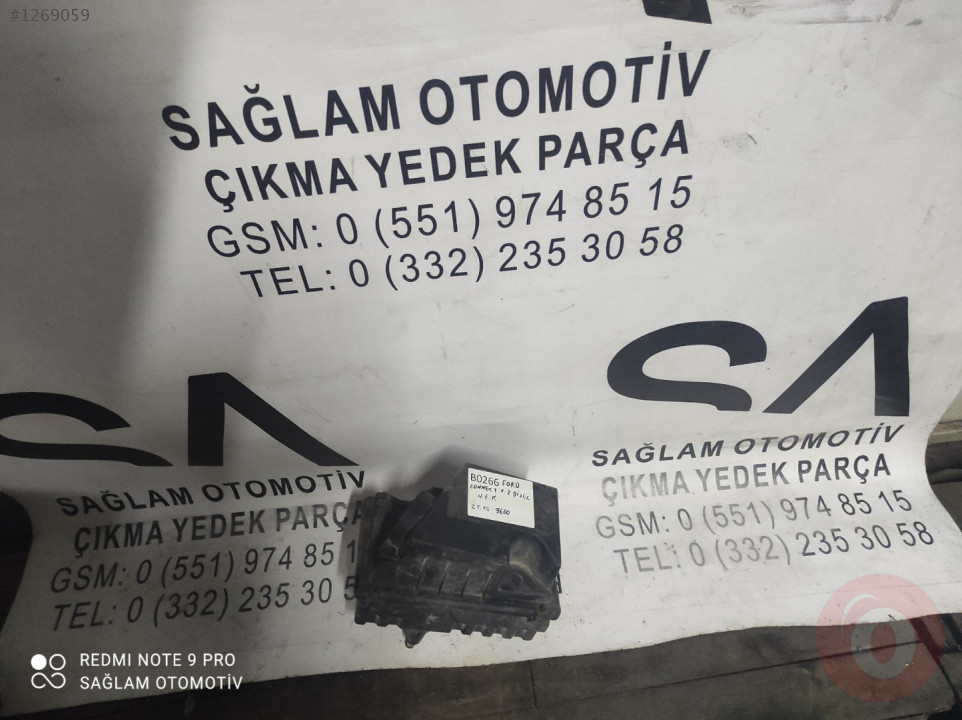 #1269059
SAĞLAM OTOMOTİV
ÇIKMA YEDEK PARÇA
GSM: 0 (551) 974 85 15
TEL: 0 (332) 235 30 58
SA
SA
SAĞLAM OTOMOTİV
ÇIKMA YEDEK PARÇA
GSM: 0 (551) 974 85 15
TEL: 0 (332) 235 30 58
SAĞLAM OTOMOTİV
ÇIKMA YEDEK PARÇA
GSM: 0 (551) 974 85 1
TEL: 0 (332) 235 30 5
B0266 FORD
CONNECT
H.F.K
REDMI NOTE 9 PRO
SAĞLAM OTOMOTİV